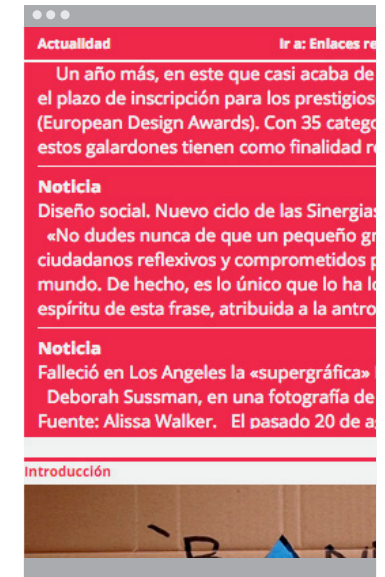 Actualidad Ir a: Enlaces re
Un año más, en este que casi acaba de
el plazo de inscripción para los prestigios
(European Design Awards). Con 35 catego
estos galardones tienen como finalidad r
Noticia
Diseño social. Nuevo ciclo de las Sinergias
«No dudes nunca de que un pequeño gr
ciudadanos reflexivos y comprometidos p
mundo. De hecho, es lo único que lo ha lo
espíritu de esta frase, atribuida a la antro
Noticia
Falleció en Los Angeles la «supergráfica»
Deborah Sussman, en una fotografía de
Fuente: Alissa Walker. El pasado 20 de a
Introducción